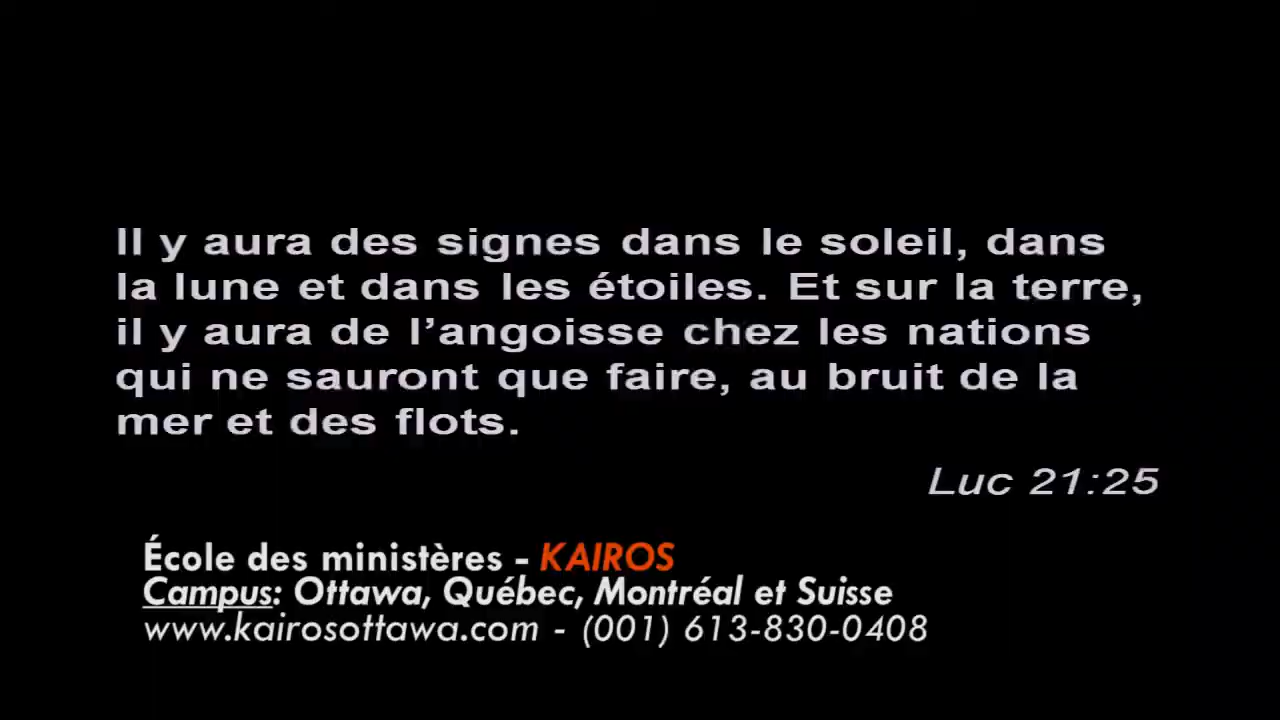 Il y aura des signes dans le soleil, dans
la lune et dans les étoiles. Et sur la terre,
il y aura de l’angoisse chez les nations
qui ne sauront que faire, au bruit de la
mer et des flots.
Luc 21:25
École des ministères - KAIROS
Campus: Ottawa, Québec, Montréal et Suisse
www.kairosottawa.com - (001) 613-830-0408